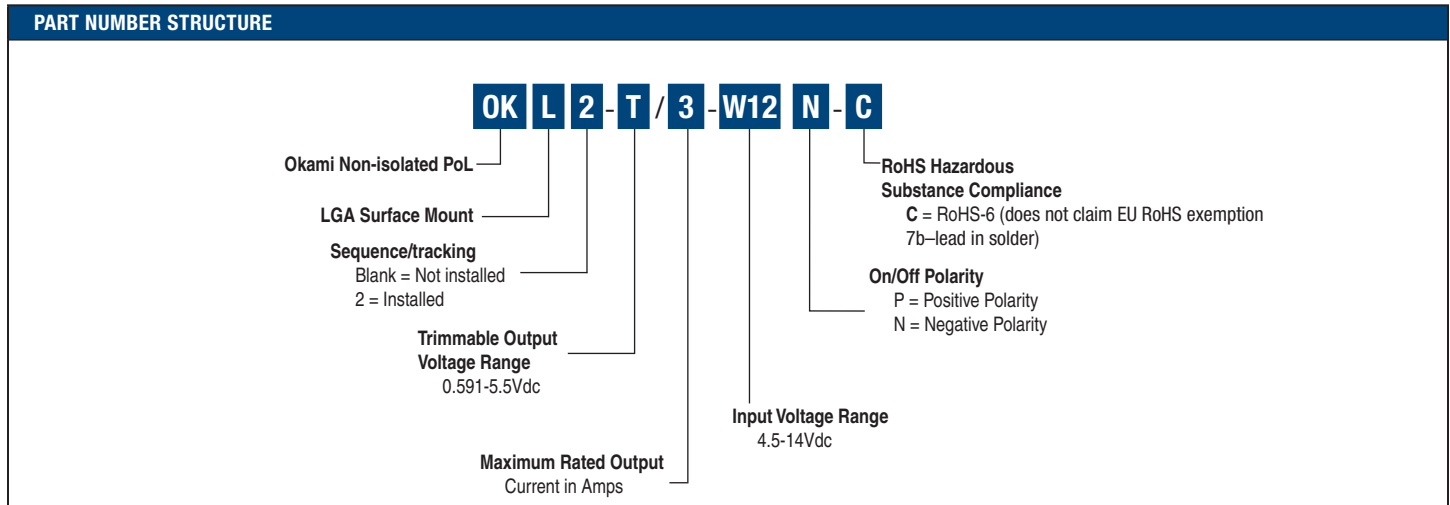 PART NUMBER STRUCTURE
OK L 2 - T / 3 - W12 N - C
Okami Non-isolated PoL
LGA Surface Mount
Sequence/tracking
Blank = Not installed
2 = Installed
Trimmable Output
Voltage Range
0.591-5.5Vdc
Maximum Rated Output
Current in Amps
Input Voltage Range
4.5-14Vdc
On/Off Polarity
P = Positive Polarity
N = Negative Polarity
RoHS Hazardous
Substance Compliance
C = RoHS-6 (does not claim EU RoHS exemption
7b–lead in solder)